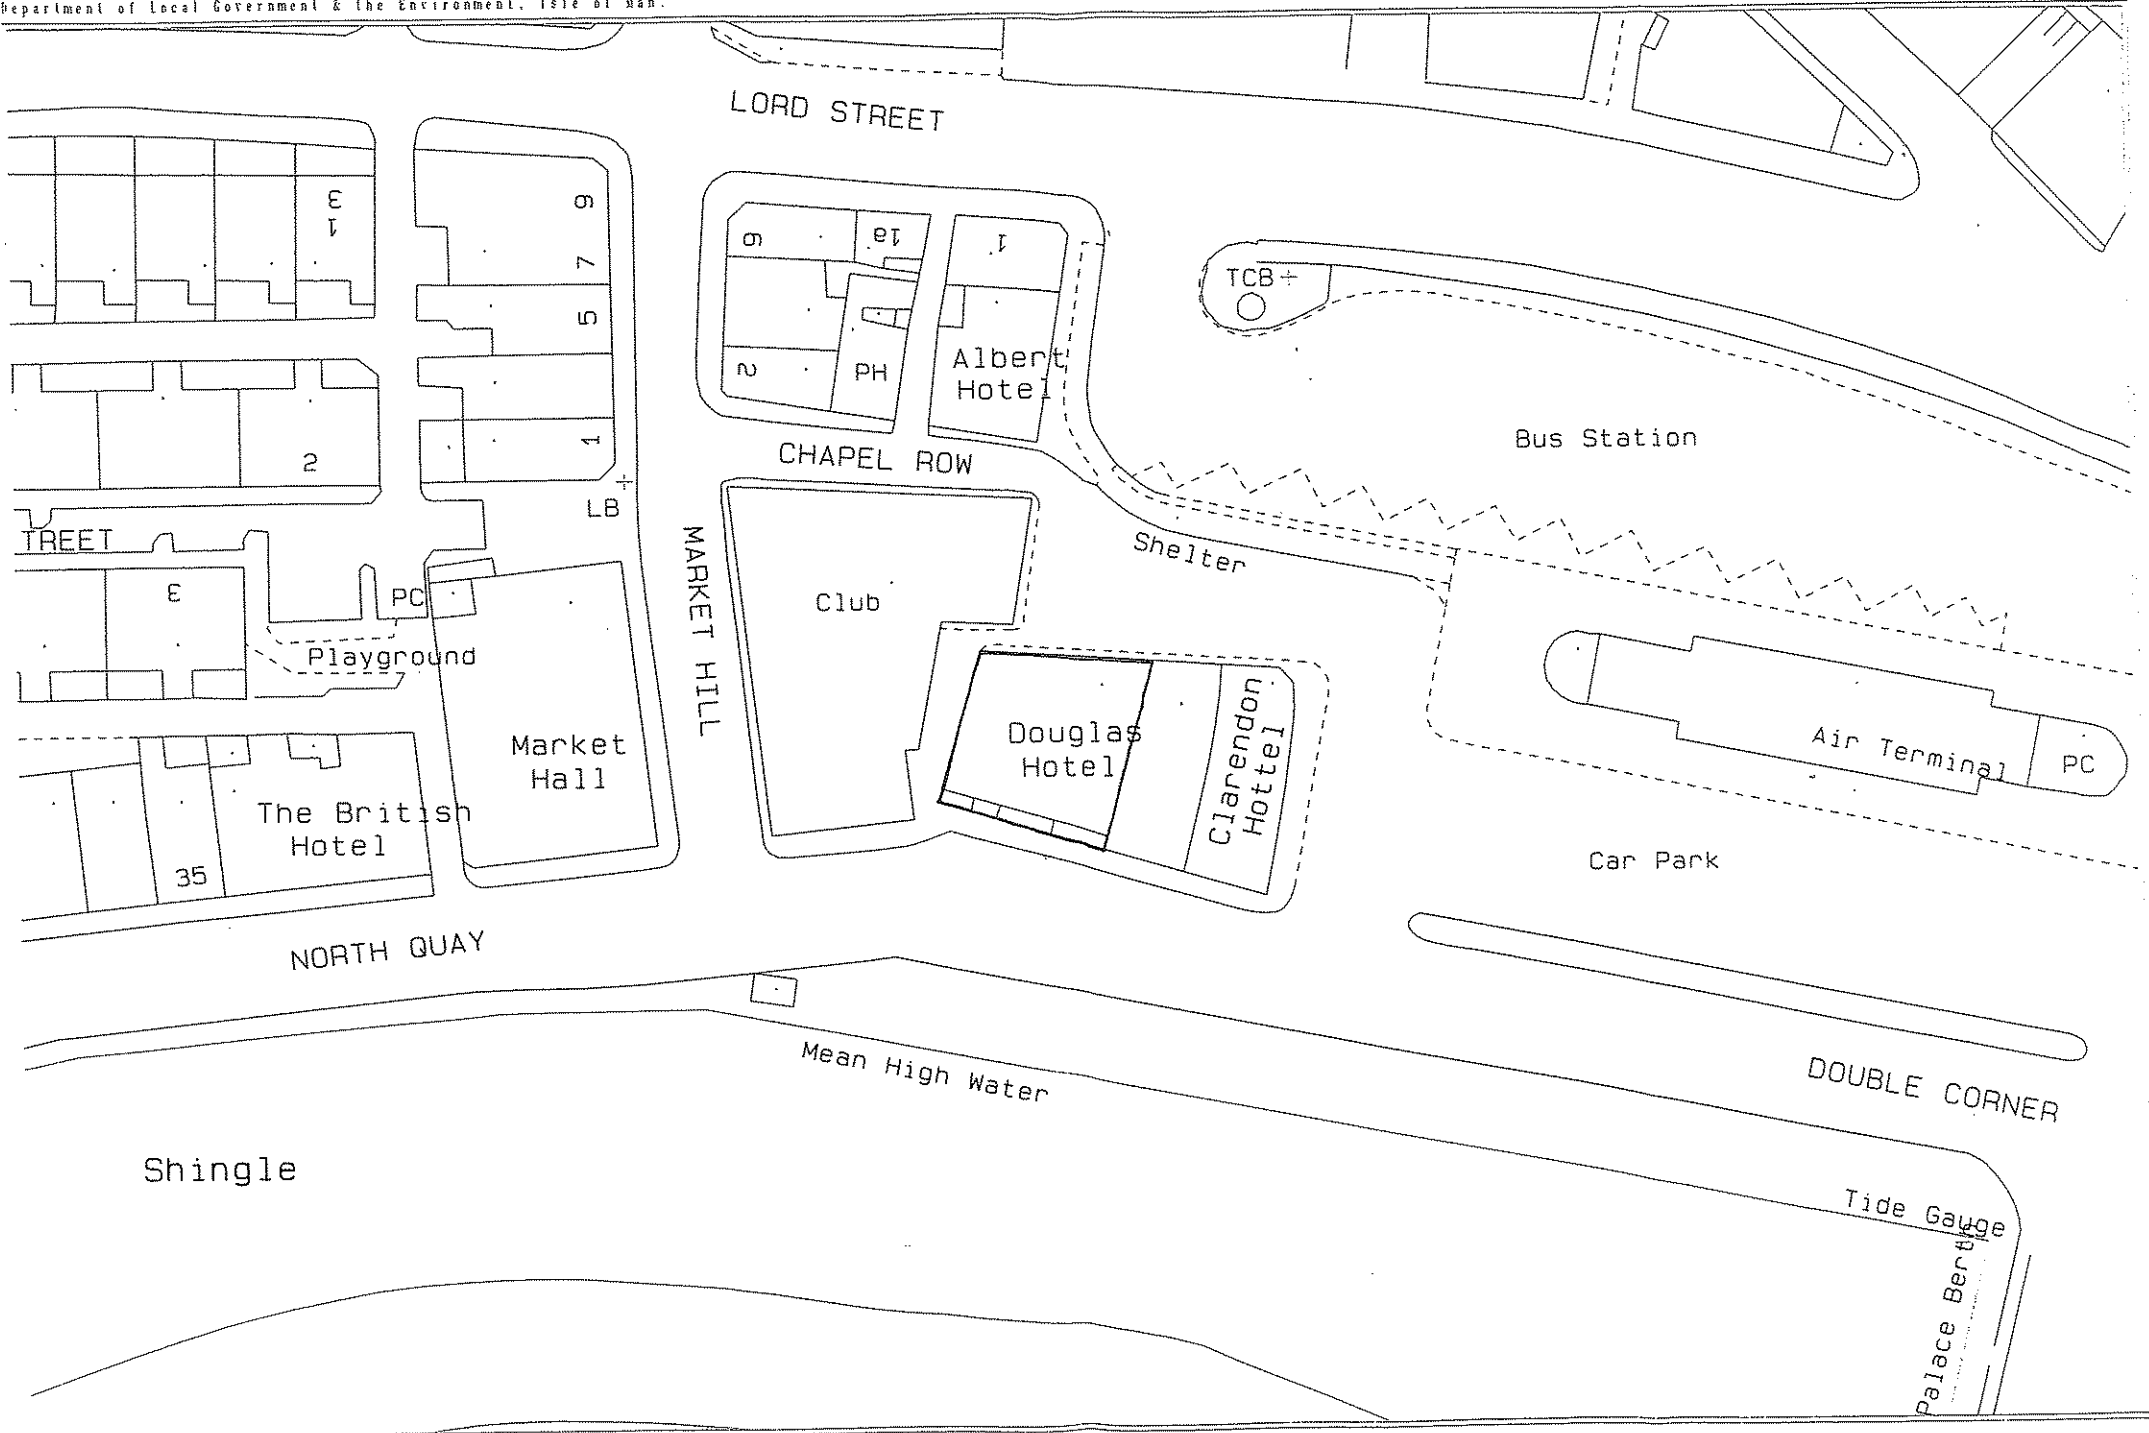 Department of Local Government & the Environment, Isle of Man.
LORD STREET
3
1
9
7
5
1
6
1a
1
2
PH
Albert
Hotel
TCB
Bus Station
CHAPEL ROW
2
LB
TREET
MARKET HILL
Shelter
3
PC
Club
Playground
Market
Hall
Douglas
Hotel
Clarendon
Hottel
Air Terminal
PC
The British
Hotel
35
Car Park
NORTH QUAY
Mean High Water
DOUBLE CORNER
Shingle
Tide Gauge
Palace Berth